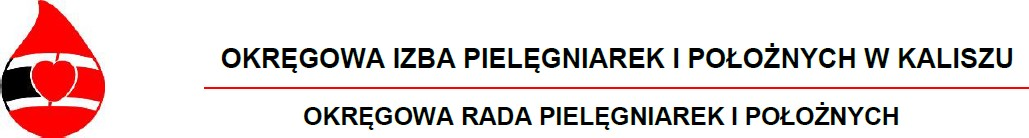 OKRĘGOWA IZBA PIELĘGNIAREK I POŁOŻNYCH W KALISZU
OKRĘGOWA RADA PIELĘGNIAREK I POŁOŻNYCH